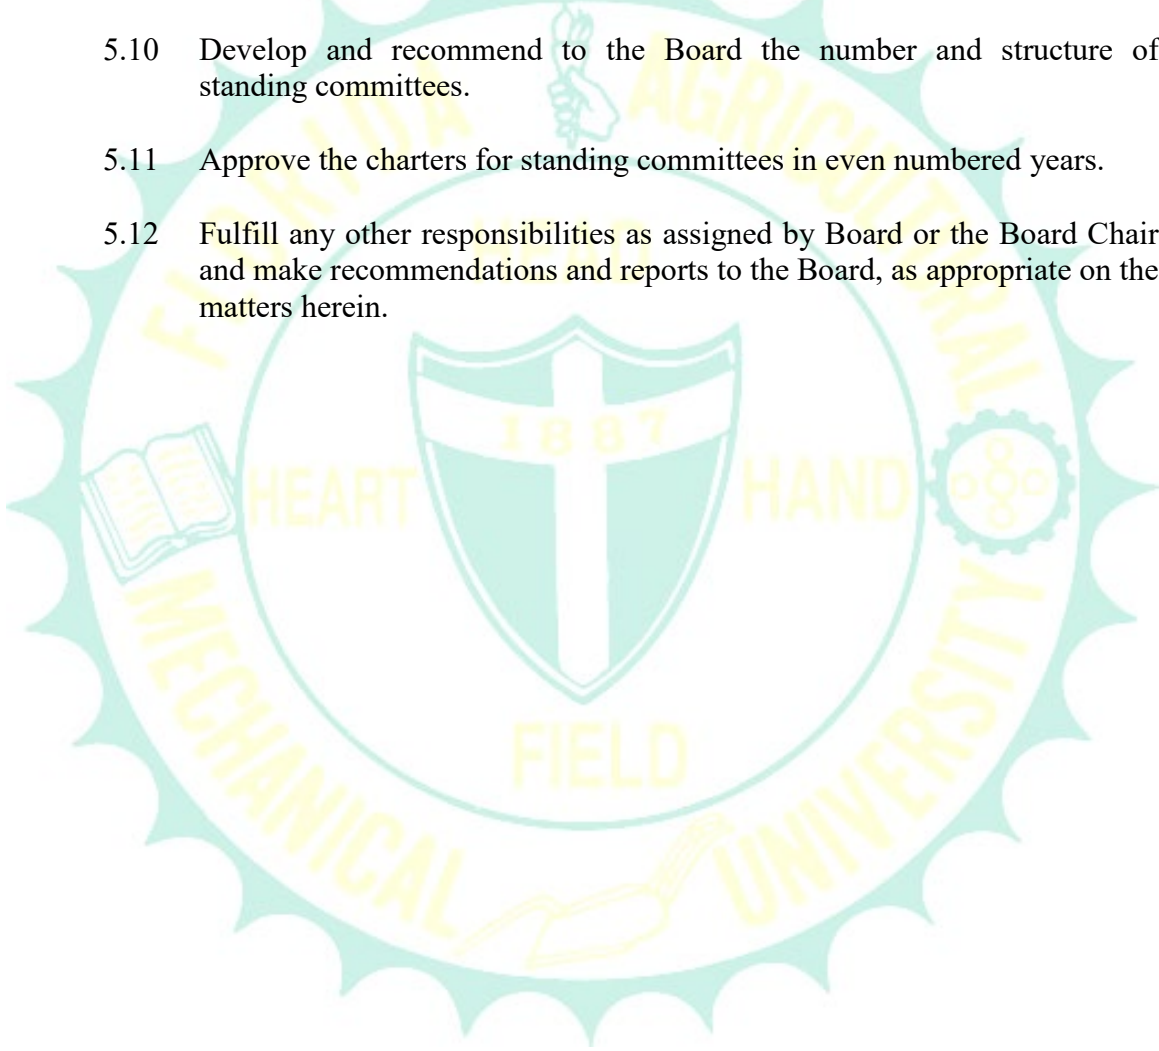 5.10 Develop and recommend to the Board the number and structure of
standing committees.
5.11 Approve the charters for standing committees in even numbered years.
5.12 Fulfill any other responsibilities as assigned by Board or the Board Chair
and make recommendations and reports to the Board, as appropriate on the
matters herein.
FLORIDA AGRICULTURAL
HEAD
1887
HEART HAND
FIELD
MECHANICAL UNIVERSITY